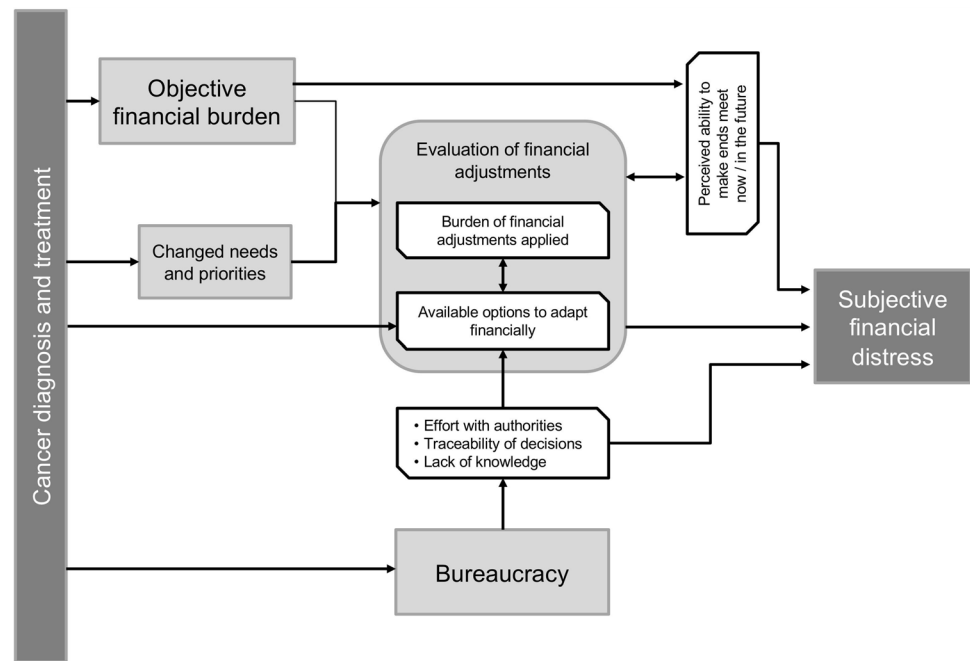 Cancer diagnosis and treatment
Objective
financial burden
Changed needs
and priorities
Evaluation of financial
adjustments
Burden of financial
adjustments applied
Available options to adapt
financially
• Effort with authorities
• Traceability of decisions
• Lack of knowledge
Bureaucracy
Perceived ability to
make ends meet
now / in the future
Subjective
financial
distress